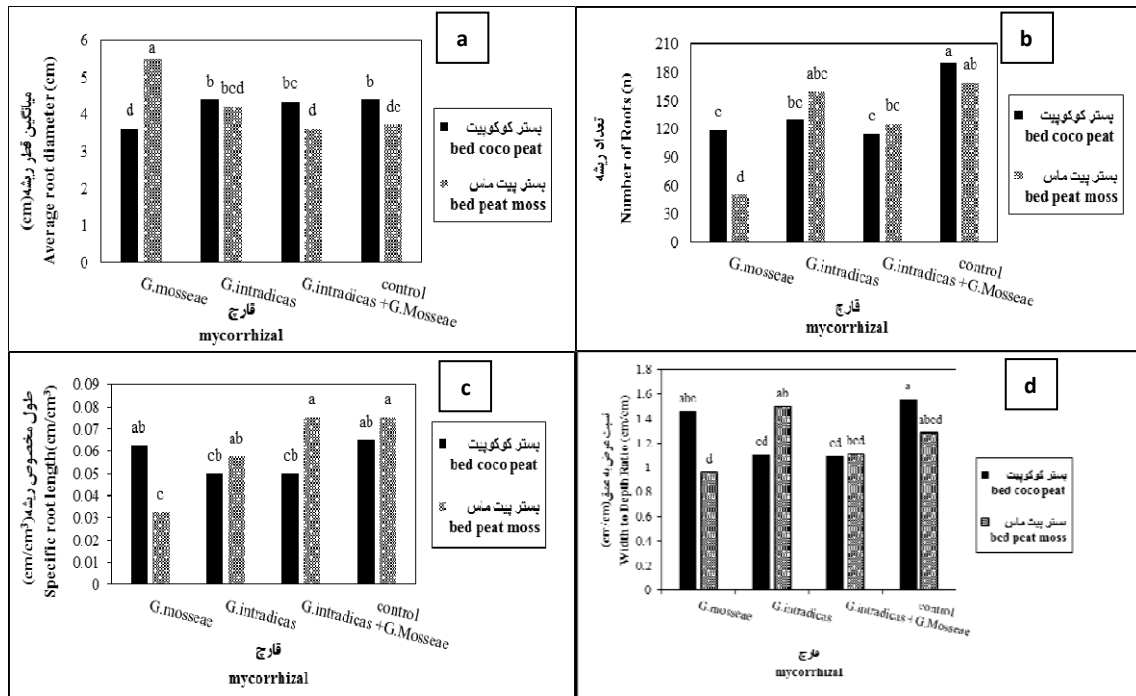 a
میانگین قطر ریشه(cm)
Average root diameter (cm)
6
5
4
3
2
1
0
d
a
b
bcd
bc
d
b
dc
G.mosseae
G.intradicas
G.intradicas +G.Mosseae
control
قارچ
mycorrhizal
بستر کوکوپیت
bed coco peat
بستر پیت ماس
bed peat moss
b
تعداد ریشه
Number of Roots (n)
210
180
150
120
90
60
30
0
c
d
bc
abc
c
bc
a
ab
G.mosseae
G.intradicas
G.intradicas +G.Mosseae
control
قارچ
mycorrhizal
بستر کوکوپیت
bed coco peat
بستر پیت ماس
bed peat moss
c
طول مخصوص ریشه(cm/cm³)
Specific root length(cm/cm³)
0.09
0.08
0.07
0.06
0.05
0.04
0.03
0.02
0.01
0
ab
c
cb
ab
cb
a
ab
a
G.mosseae
G.intradicas
G.intradicas +G.Mosseae
control
قارچ
mycorrhizal
بستر کوکوپیت
bed coco peat
بستر پیت ماس
bed peat moss
d
نسبت عرض به عمق(cm/cm)
Width to Depth Ratio (cm/cm)
1.8
1.6
1.4
1.2
1
0.8
0.6
0.4
0.2
0
abc
d
cd
ab
cd
bcd
a
abcd
G.mosseae
G.intradicas
G.intradicas +G.Mosseae
control
قارچ
mycorrhizal
بستر کوکوپیت
bed coco peat
بستر پیت ماس
bed peat moss